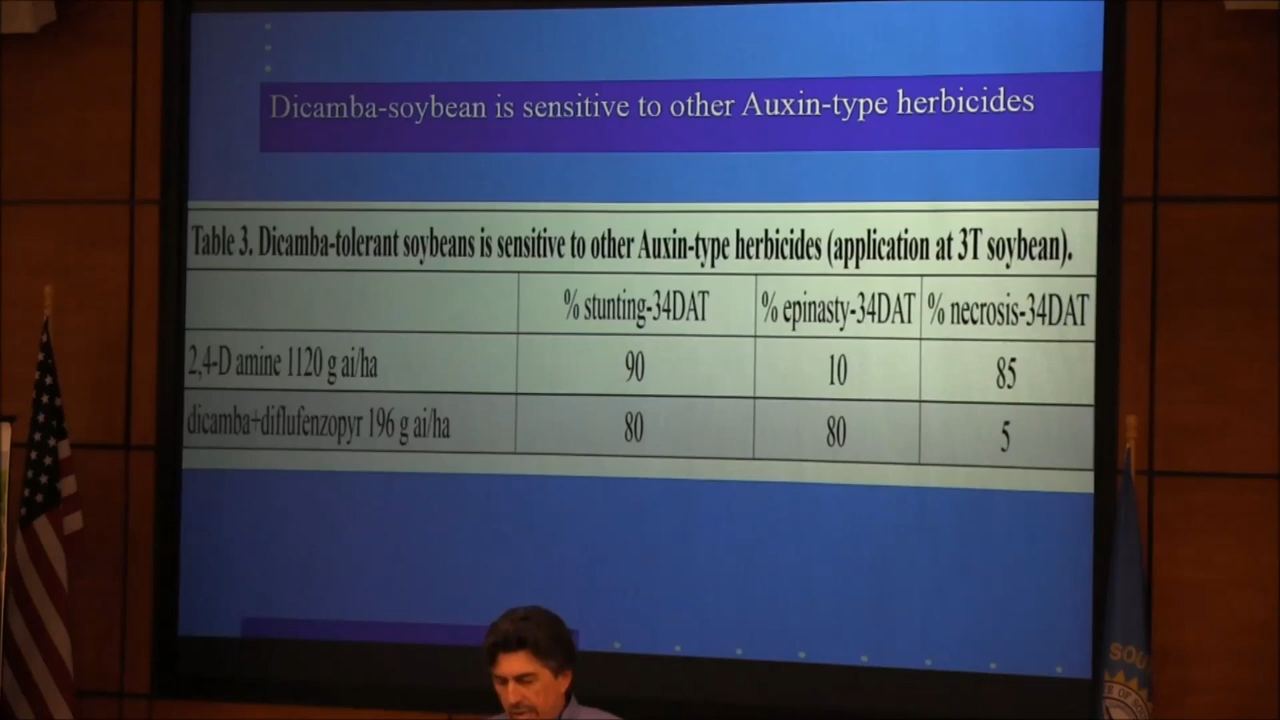 Dicamba-soybean is sensitive to other Auxin-type herbicides
Table 3. Dicamba-tolerant soybeans is sensitive to other Auxin-type herbicides (application at 3T soybean).
% stunting-34DAT % epinasty-34DAT % necrosis-34DAT
2,4-D amine 1120 g ai/ha 90 10 85
dicamba+diflufenzopyr 196 g ai/ha 80 80 5
SOU
E OF